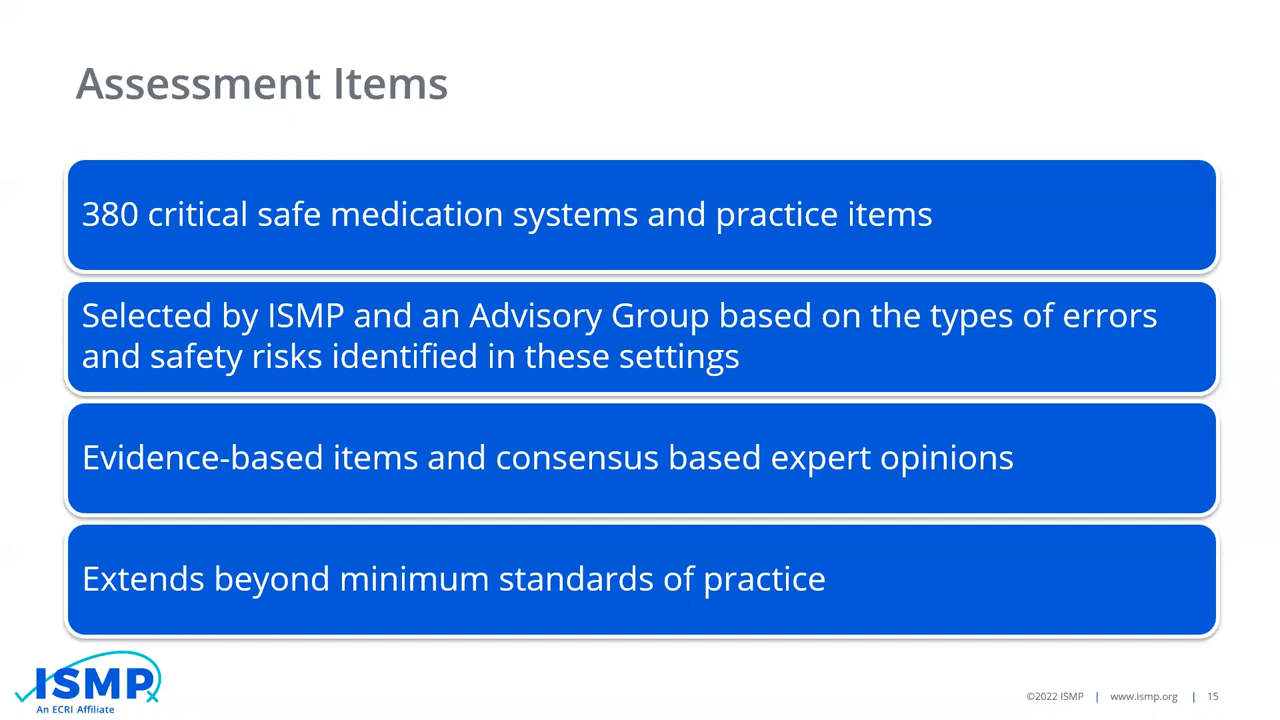 Assessment Items
380 critical safe medication systems and practice items
Selected by ISMP and an Advisory Group based on the types of errors
and safety risks identified in these settings
Evidence-based items and consensus based expert opinions
Extends beyond minimum standards of practice
ISMP
An ECRI Affiliate
©2022 ISMP | www.ismp.org | 15